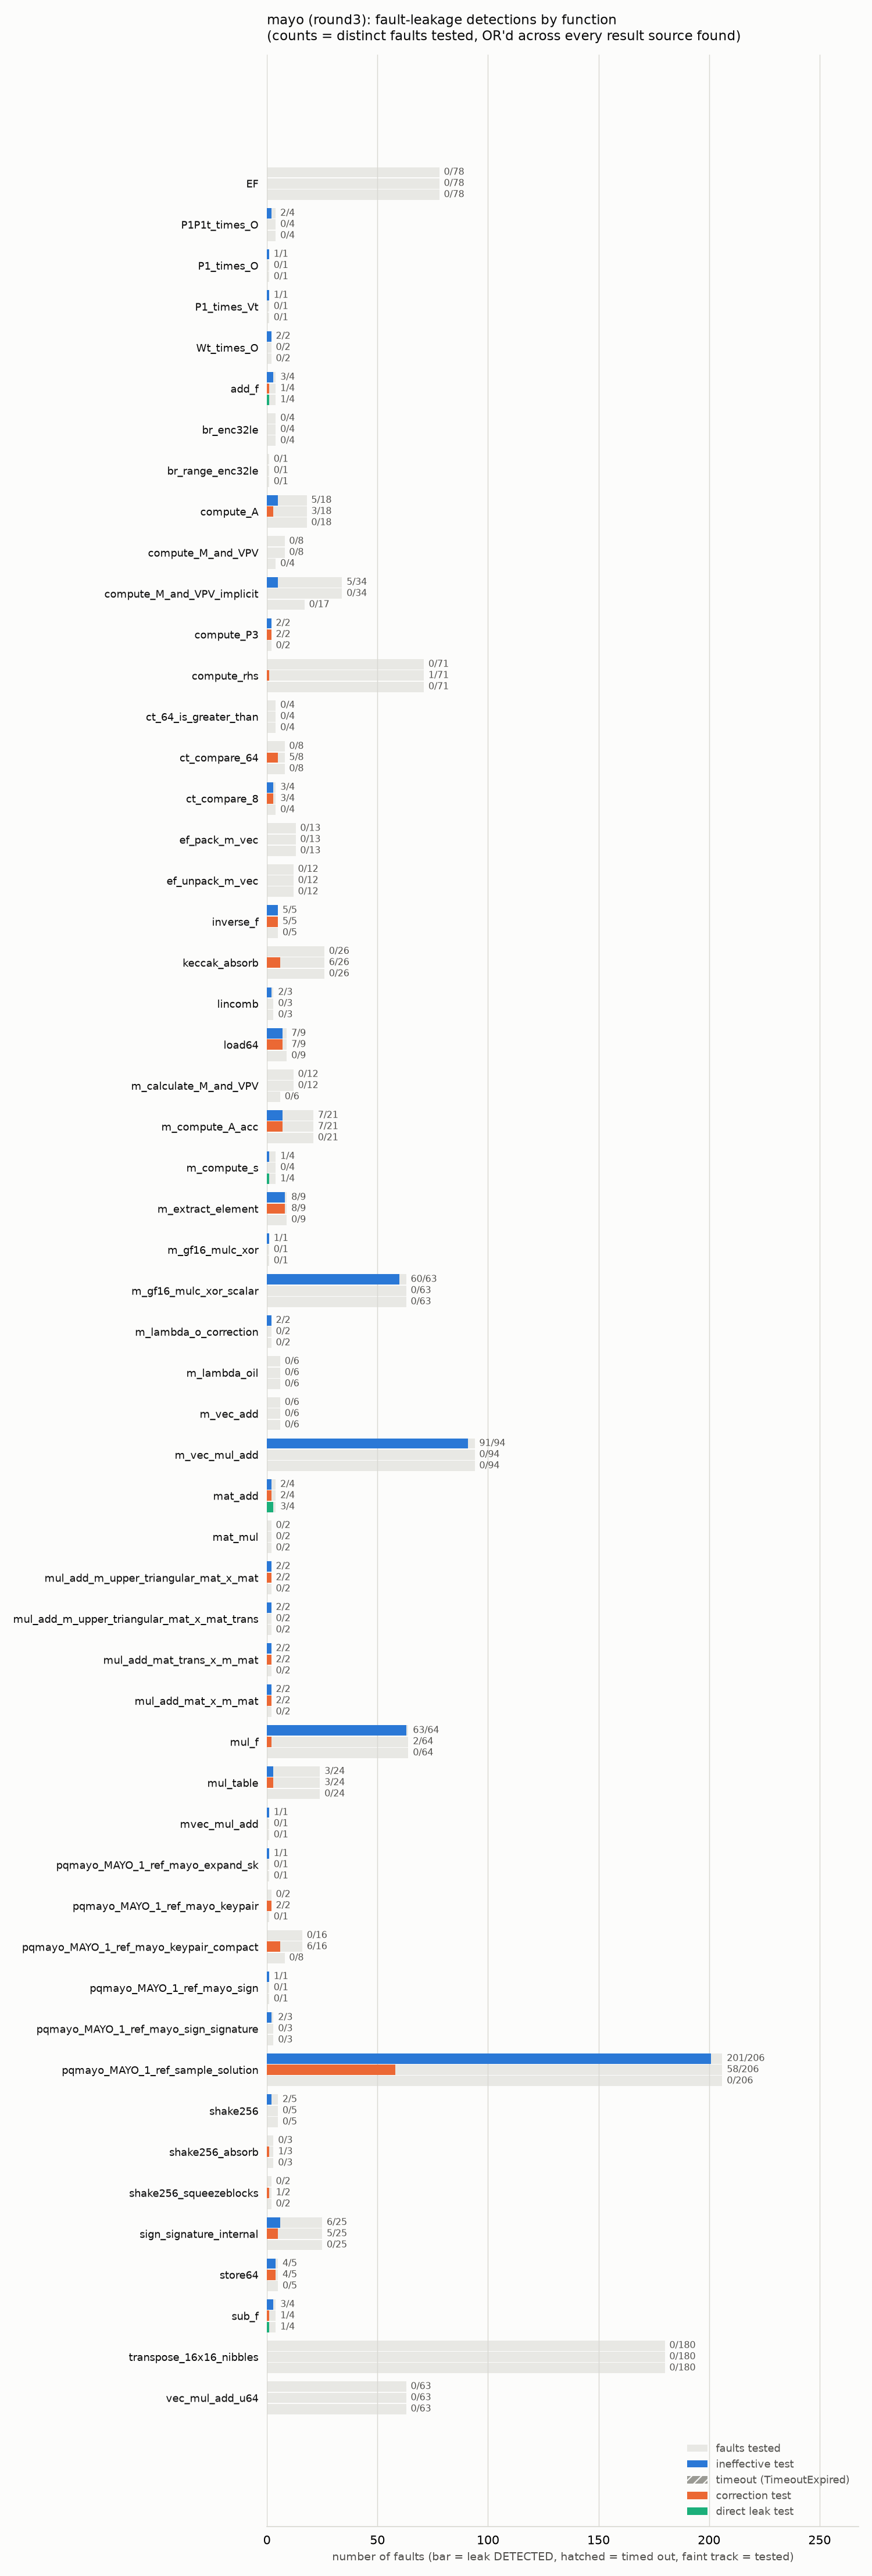 mayo (round3): fault-leakage detections by function
(counts = distinct faults tested, OR'd across every result source found)
EF
0/78
0/78
0/78
P1P1t_times_O
2/4
0/4
0/4
P1_times_O
1/1
0/1
0/1
P1_times_Vt
1/1
0/1
0/1
Wt_times_O
2/2
0/2
0/2
add_f
3/4
1/4
1/4
br_enc32le
0/4
0/4
0/4
br_range_enc32le
0/1
0/1
0/1
compute_A
5/18
3/18
0/18
compute_M_and_VPV
0/8
0/8
0/4
compute_M_and_VPV_implicit
5/34
0/34
0/17
compute_P3
2/2
2/2
0/2
compute_rhs
0/71
1/71
0/71
ct_64_is_greater_than
0/4
0/4
0/4
ct_compare_64
0/8
5/8
0/8
ct_compare_8
3/4
3/4
0/4
ef_pack_m_vec
0/13
0/13
0/13
ef_unpack_m_vec
0/12
0/12
0/12
inverse_f
5/5
5/5
0/5
keccak_absorb
0/26
6/26
0/26
lincomb
2/3
0/3
0/3
load64
7/9
7/9
0/9
m_calculate_M_and_VPV
0/12
0/12
0/6
m_compute_A_acc
7/21
7/21
0/21
m_compute_s
1/4
0/4
1/4
m_extract_element
8/9
8/9
0/9
m_gf16_mulc_xor
1/1
0/1
0/1
m_gf16_mulc_xor_scalar
60/63
0/63
0/63
m_lambda_o_correction
2/2
0/2
0/2
m_lambda_oil
0/6
0/6
0/6
m_vec_add
0/6
0/6
0/6
m_vec_mul_add
91/94
0/94
0/94
mat_add
2/4
2/4
3/4
mat_mul
0/2
0/2
0/2
mul_add_m_upper_triangular_mat_x_mat
2/2
2/2
0/2
mul_add_m_upper_triangular_mat_x_mat_trans
2/2
0/2
0/2
mul_add_mat_trans_x_m_mat
2/2
2/2
0/2
mul_add_mat_x_m_mat
2/2
2/2
0/2
mul_f
63/64
2/64
0/64
mul_table
3/24
3/24
0/24
mvec_mul_add
1/1
0/1
0/1
pqmayo_MAYO_1_ref_mayo_expand_sk
1/1
0/1
0/1
pqmayo_MAYO_1_ref_mayo_keypair
0/2
2/2
0/1
pqmayo_MAYO_1_ref_mayo_keypair_compact
0/16
6/16
0/8
pqmayo_MAYO_1_ref_mayo_sign
1/1
0/1
0/1
pqmayo_MAYO_1_ref_mayo_sign_signature
2/3
0/3
0/3
pqmayo_MAYO_1_ref_sample_solution
201/206
58/206
0/206
shake256
2/5
0/5
0/5
shake256_absorb
0/3
1/3
0/3
shake256_squeezeblocks
0/2
1/2
0/2
sign_signature_internal
6/25
5/25
0/25
store64
4/5
4/5
0/5
sub_f
3/4
1/4
1/4
transpose_16x16_nibbles
0/180
0/180
0/180
vec_mul_add_u64
0/63
0/63
0/63
faults tested
ineffective test
timeout (TimeoutExpired)
correction test
direct leak test
0 50 100 150 200 250
number of faults (bar = leak DETECTED, hatched = timed out, faint track = tested)